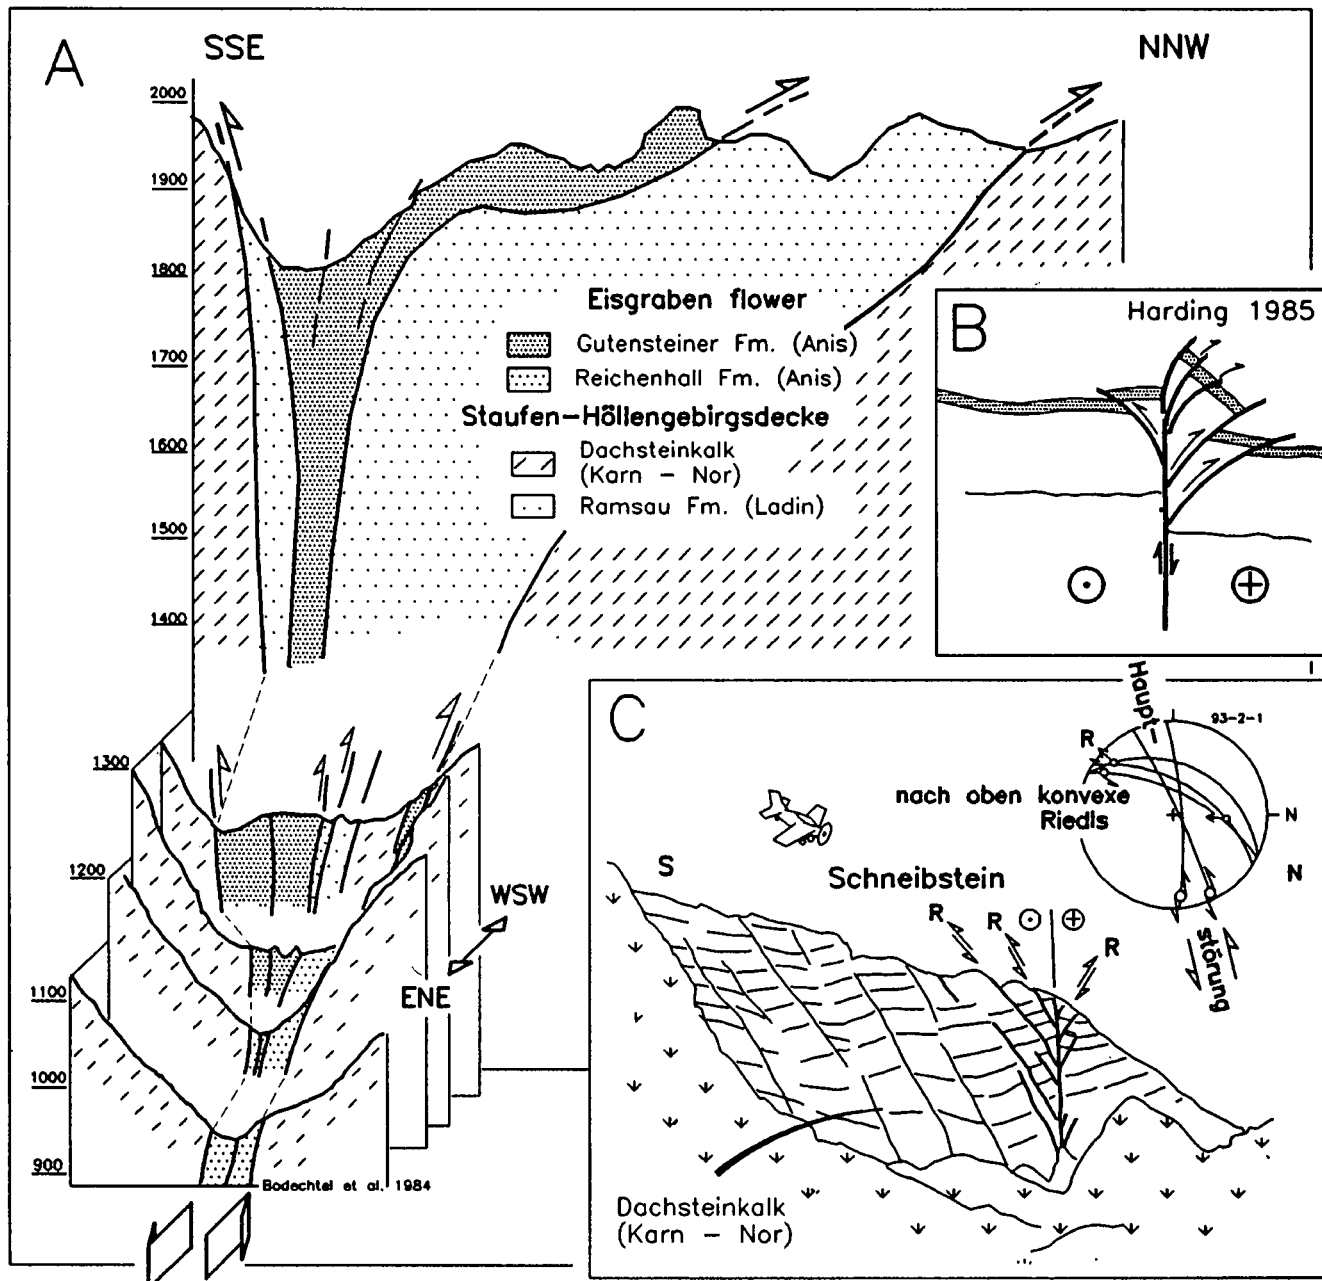 A
SSE
NNW
2000
1900
1800
1700
1600
1500
1400
Eisgraben flower
Gutensteiner Fm. (Anis)
Reichenhall Fm. (Anis)
Staufen-Höllengebirgsdecke
Dachsteinkalk
(Karn - Nor)
Ramsau Fm. (Ladin)
1300
1200
1100
1000
900
WSW
ENE
Bodechtel et al. 1984
B
Harding 1985
C
Haupt-
störung
93-2-1
R
N
N
nach oben konvexe
Riedls
S
Schneibstein
R
R
R
Dachsteinkalk
(Karn - Nor)